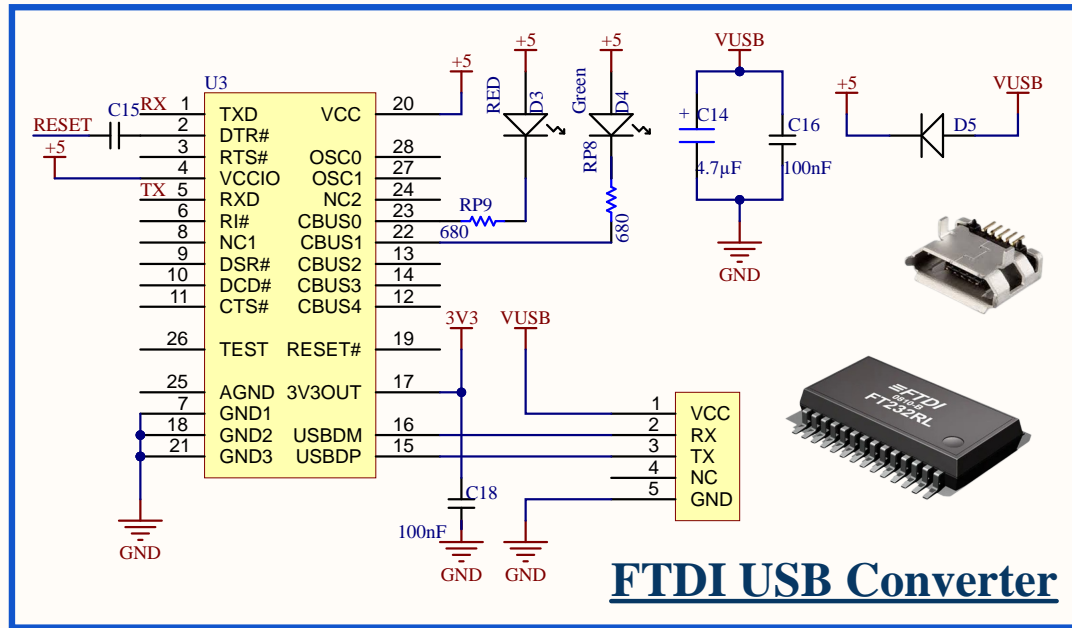 +5
+5
VUSB
+5
U3
RED
D3
Green
D4
+5
VUSB
RX
C15
1
TXD
VCC
20
+
C14
C16
D5
RESET
2
DTR#
+5
3
RTS#
OSC0
28
RP8
4.7µF
100nF
4
VCCIO
OSC1
27
TX
5
RXD
NC2
24
RP9
6
RI#
CBUS0
23
680
680
8
NC1
CBUS1
22
9
DSR#
CBUS2
13
GND
10
DCD#
CBUS3
14
11
CTS#
CBUS4
12
3V3
VUSB
26
TEST
RESET#
19
25
AGND
3V3OUT
17
7
GND1
18
GND2
USBDM
16
21
GND3
USBDP
15
1
VCC
2
RX
3
TX
4
NC
5
GND
C18
100nF
GND
GND
GND
FTDI
0810-B
FT232RL
FTDI USB Converter